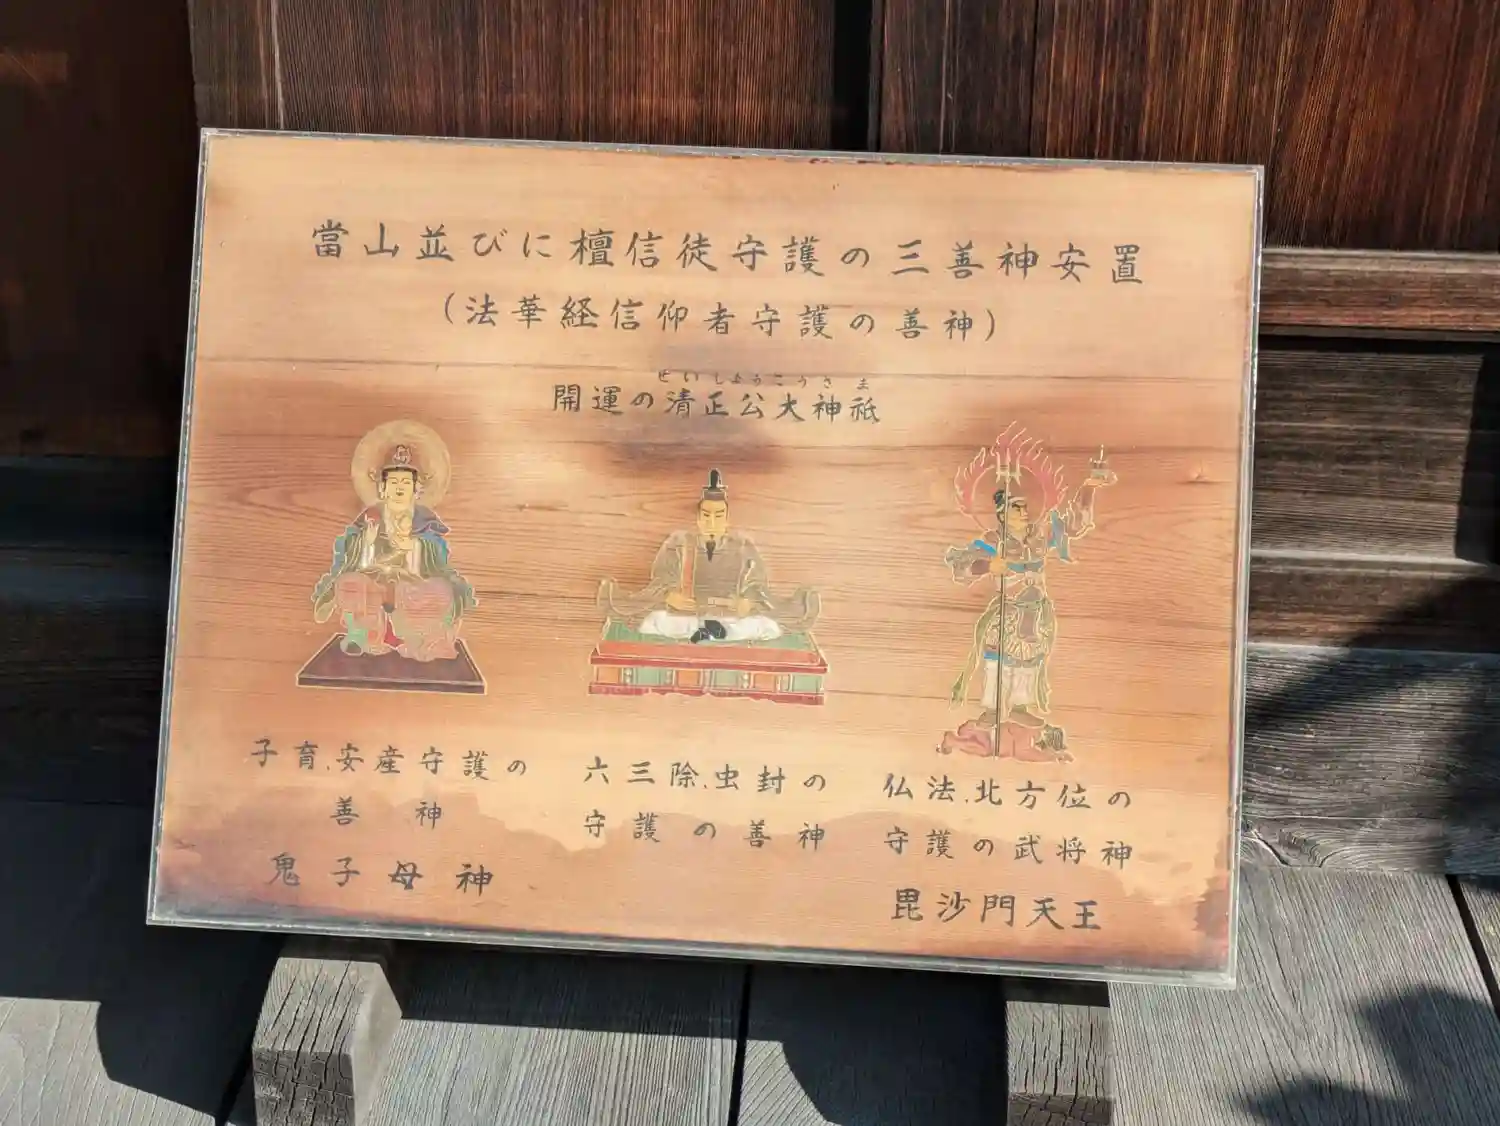 當山並びに檀信徒守護の三善神安置
(法華経信仰者守護の善神)
せいしょうこうさま
開運の清正公大神祇
子育、安産守護の
善神
鬼子母神
六三除、虫封の
守護の善神
仏法、北方位の
守護の武将神
毘沙門天王